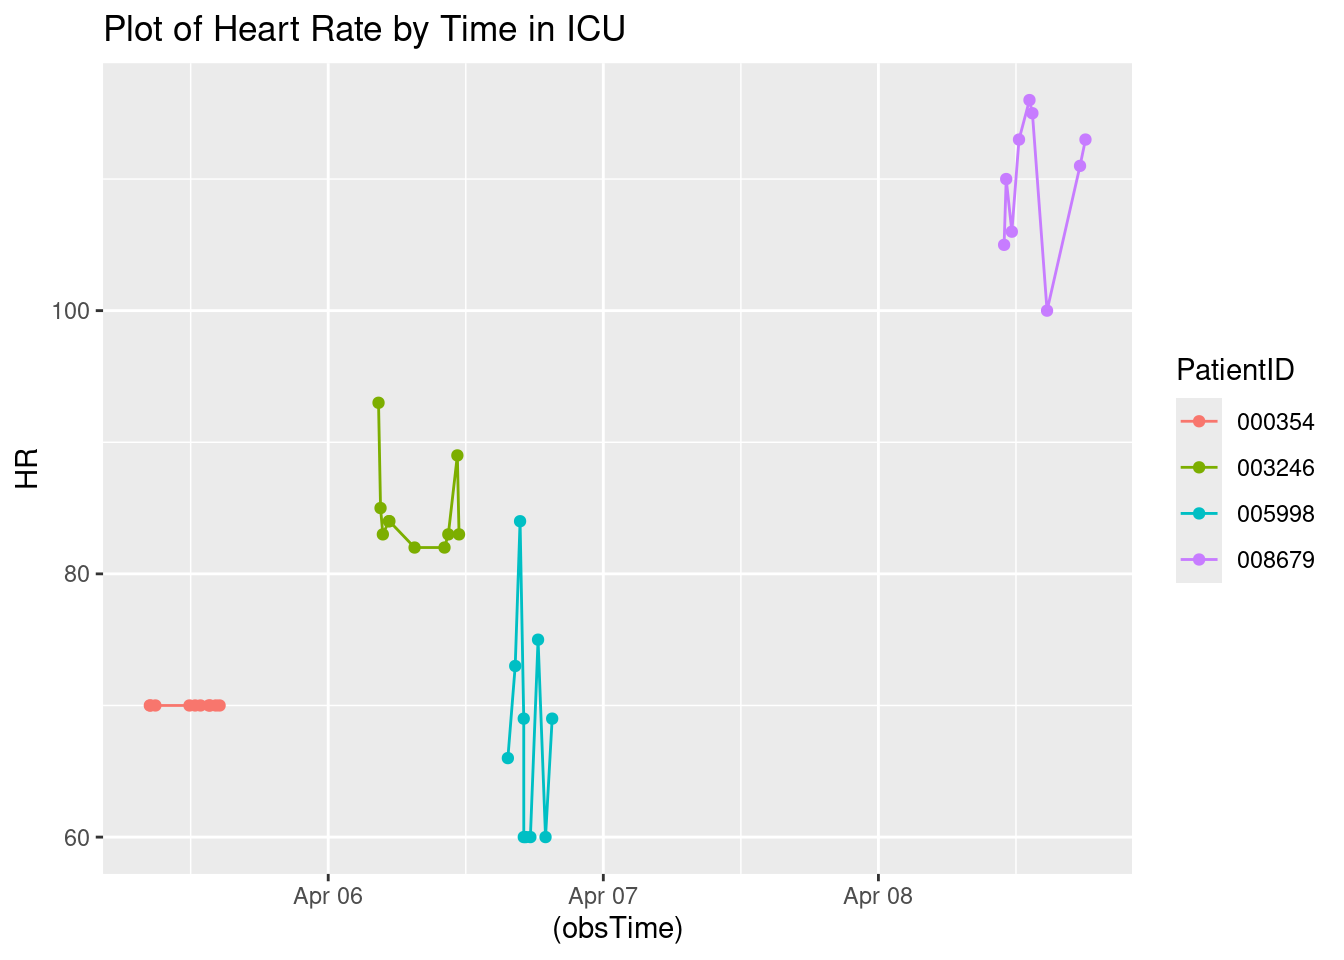 Plot of Heart Rate by Time in ICU
HR
100
80
60
Apr 06
Apr 07
Apr 08
(obsTime)
PatientID
000354
003246
005998
008679